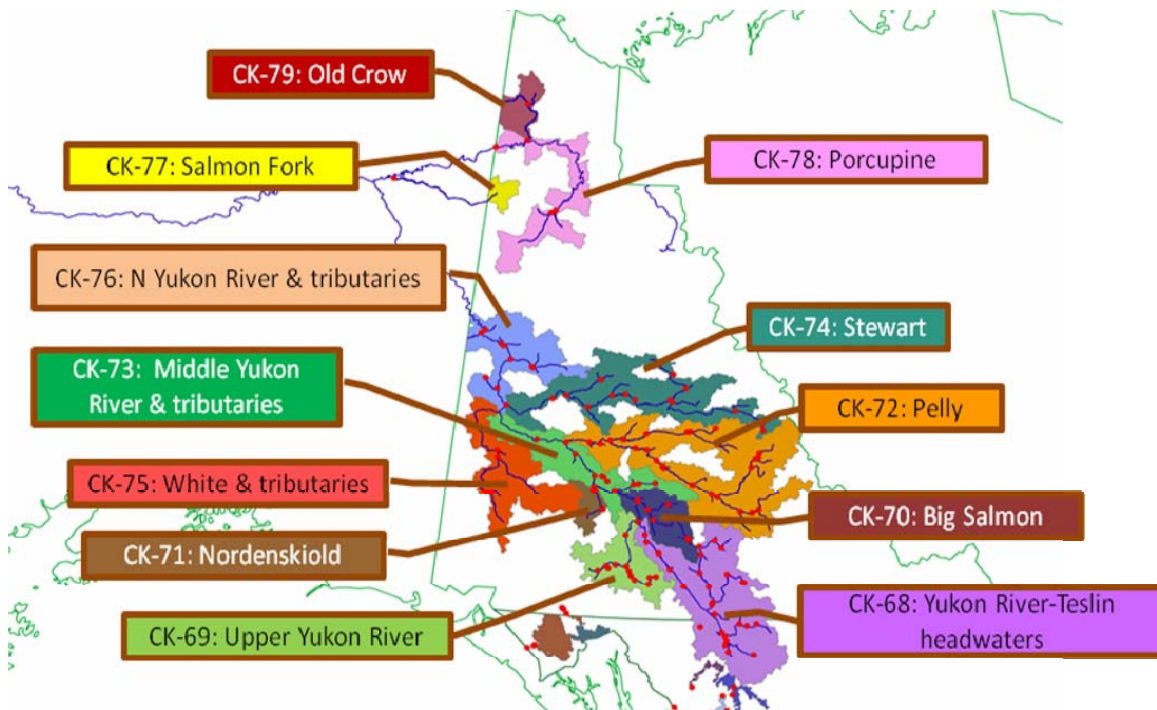 CK-79: Old Crow
CK-77: Salmon Fork
CK-78: Porcupine
CK-76: N Yukon River & tributaries
CK-74: Stewart
CK-73: Middle Yukon
River & tributaries
CK-72: Pelly
CK-75: White & tributaries
CK-70: Big Salmon
CK-71: Nordenskiold
CK-68: Yukon River-Teslin
headwaters
CK-69: Upper Yukon River